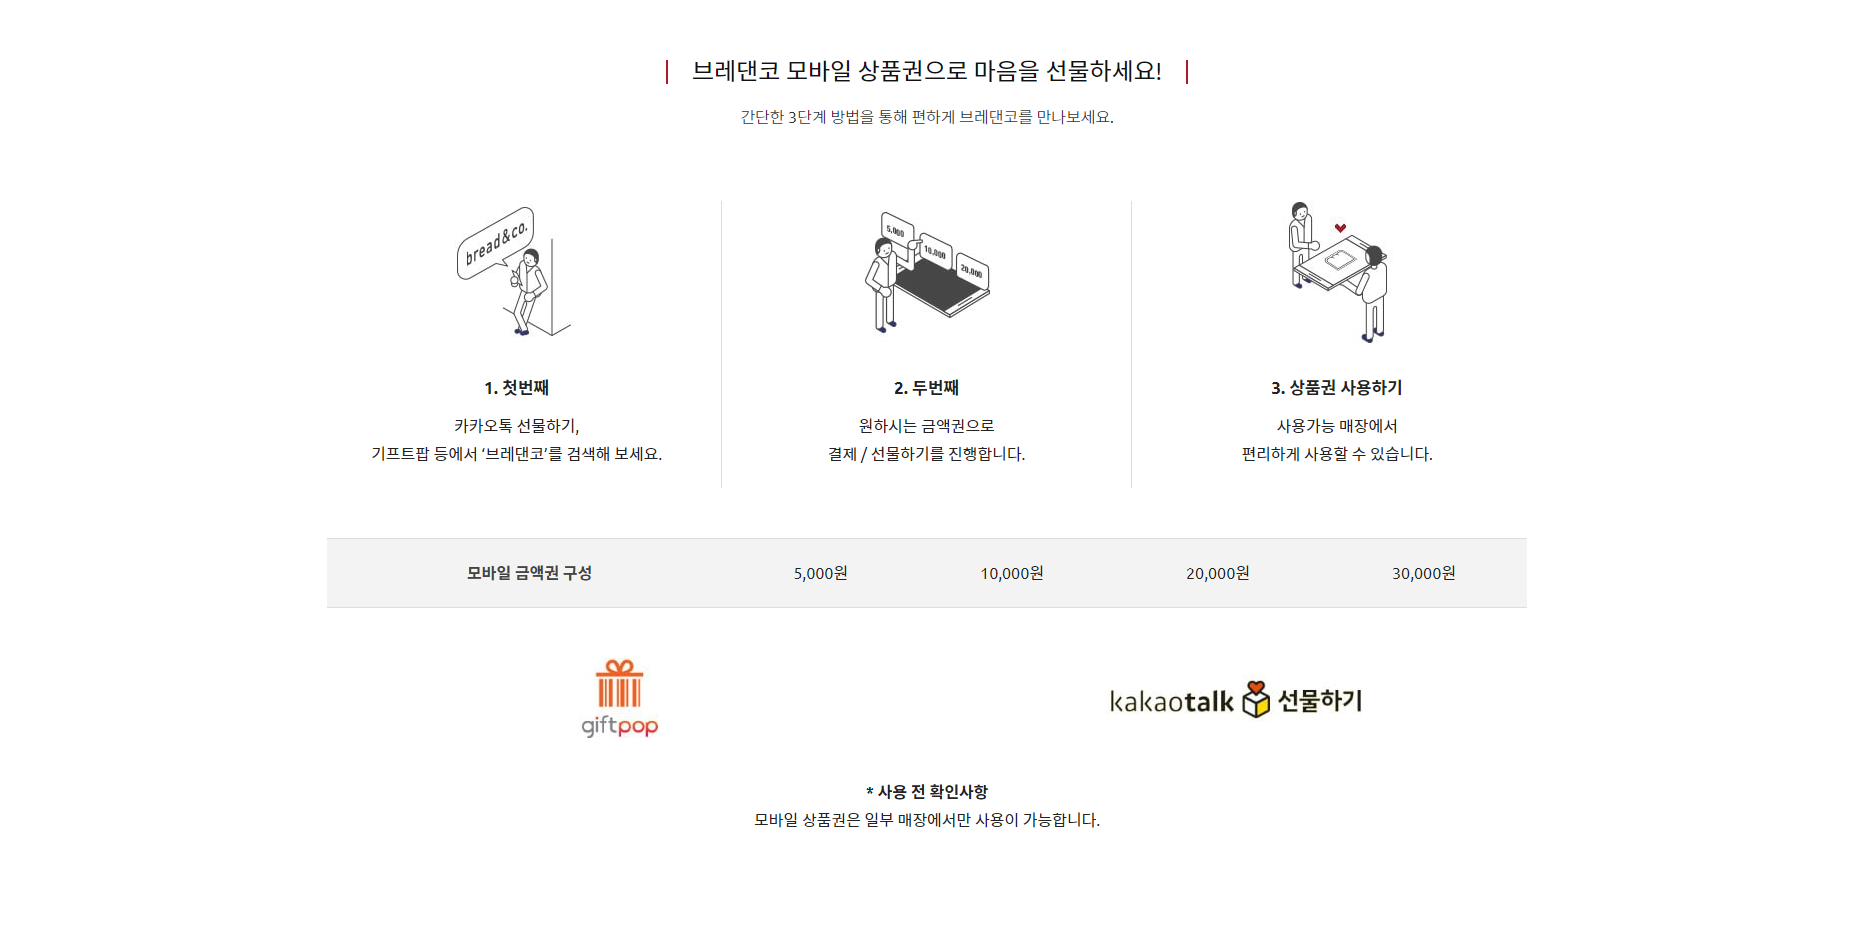 브레댄코 모바일 상품권으로 마음을 선물하세요!
간단한 3단계 방법을 통해 편하게 브레댄코를 만나보세요.
bread&co.
1. 첫번째
카카오톡 선물하기,
기프트팝 등에서 ‘브레댄코’를 검색해 보세요.
5,000
10,000
20,000
2. 두번째
원하시는 금액권으로
결제 / 선물하기를 진행합니다.
3. 상품권 사용하기
사용가능 매장에서
편리하게 사용할 수 있습니다.
모바일 금액권 구성 5,000원 10,000원 20,000원 30,000원
giftpop
kakaotalk 선물하기
* 사용 전 확인사항
모바일 상품권은 일부 매장에서만 사용이 가능합니다.